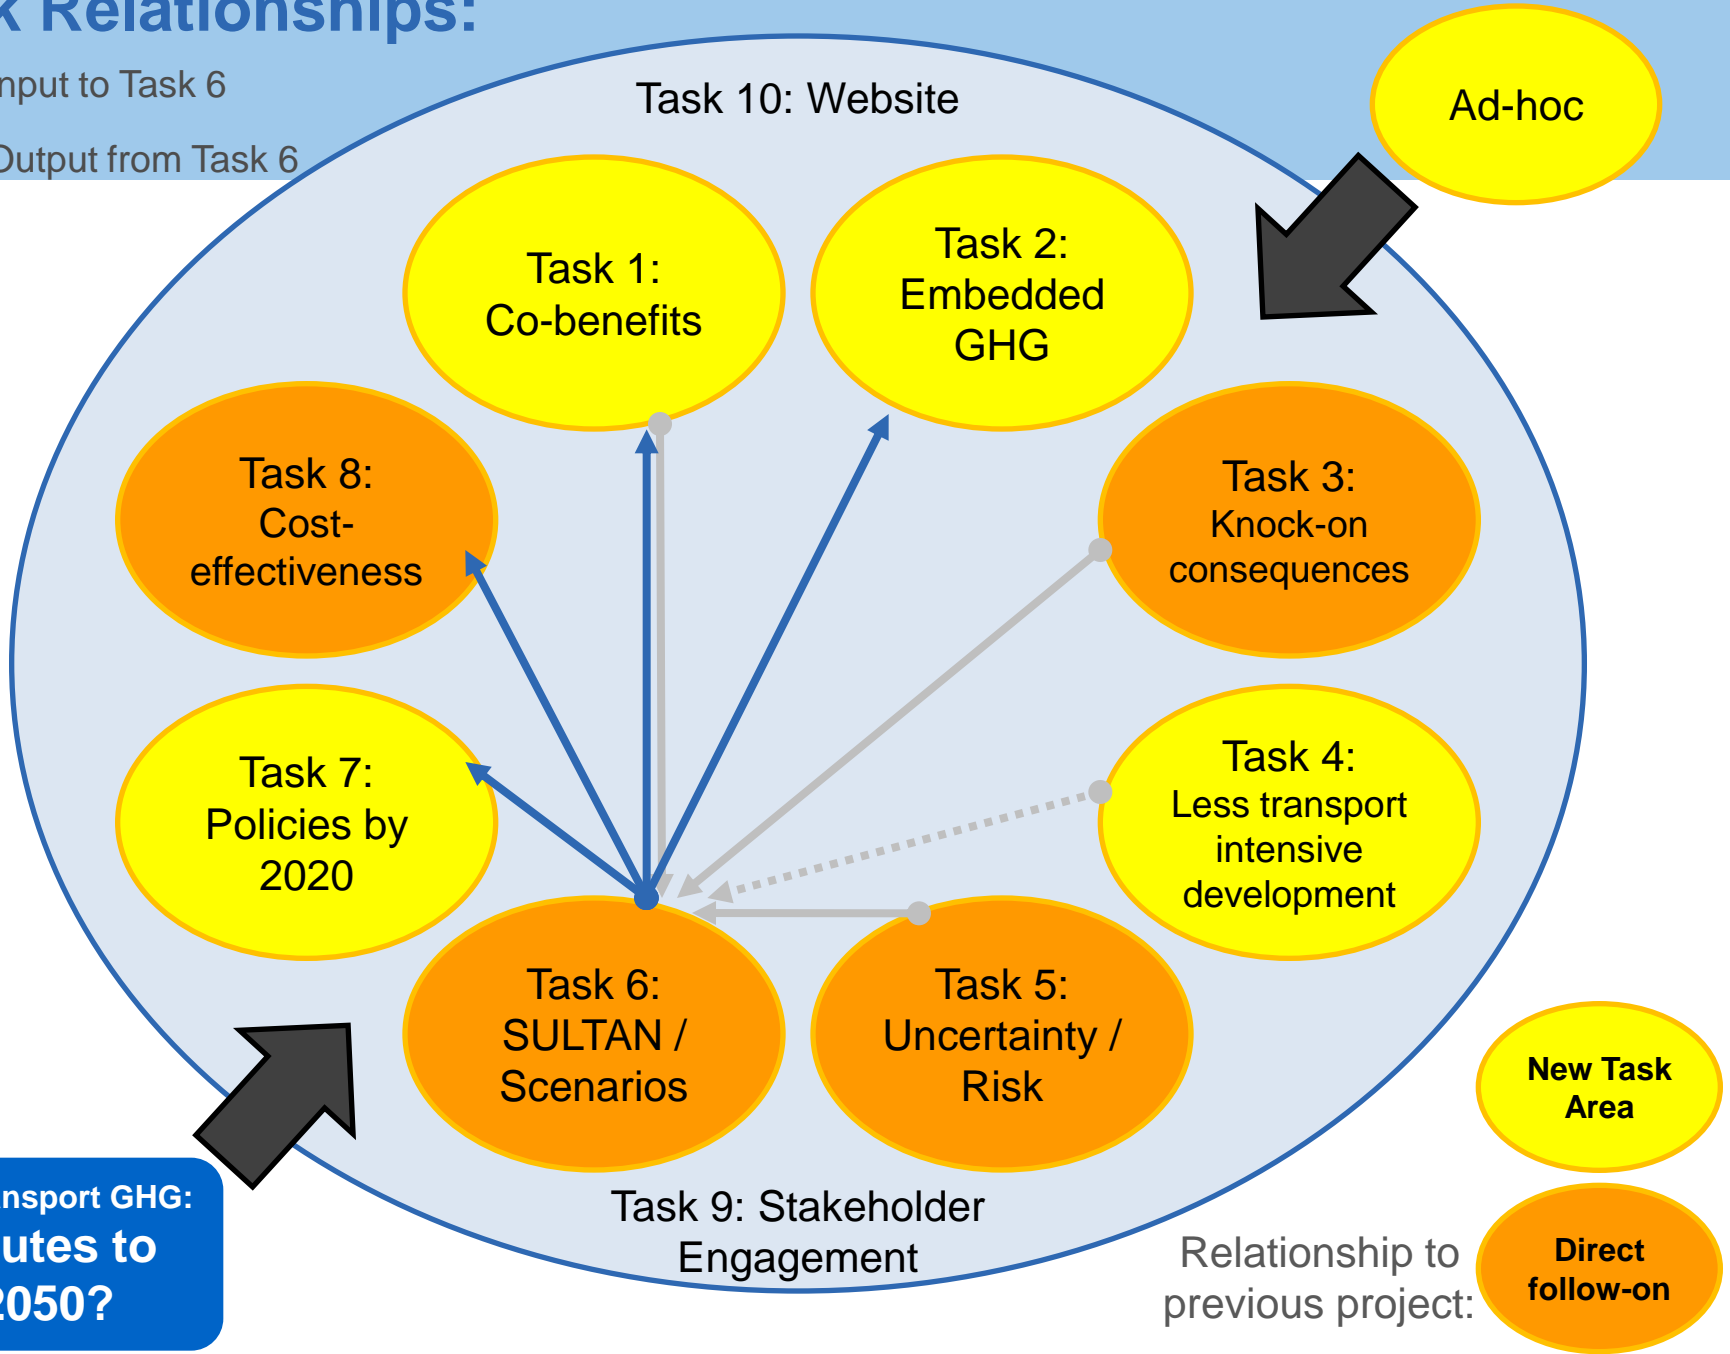 k Relationships:
nput to Task 6
Output from Task 6
Task 10: Website
Ad-hoc
Task 1:
Co-benefits
Task 2:
Embedded
GHG
Task 8:
Cost-
effectiveness
Task 3:
Knock-on
consequences
Task 7:
Policies by
2020
Task 4:
Less transport
intensive
development
Task 6:
SULTAN /
Scenarios
Task 5:
Uncertainty /
Risk
New Task
Area
nsport GHG:
utes to
2050?
Task 9: Stakeholder
Engagement
Relationship to
previous project:
Direct
follow-on